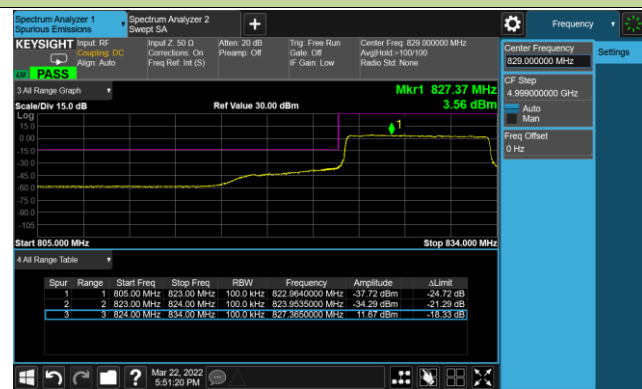 Spectrum Analyzer 1
Spurious Emissions
Spectrum Analyzer 2
Swept SA
+
Frequency
KEYSIGHT
Input: RF
Coupling: DC
Align: Auto
Input Z: 50 Ω
Corrections: On
Freq Ref: Int (S)
Atten: 20 dB
Preamp: Off
Trig: Free Run
Gate: Off
IF Gain: Low
Center Freq: 829.000000 MHz
Avg|Hold:>100/100
Radio Std: None
PASS
Center Frequency
829.000000 MHz
Settings
CF Step
4.999000000 GHz
Auto
Man
Freq Offset
0 Hz
3 All Range Graph
Mkr1 827.37 MHz
3.56 dBm
Scale/Div 15.0 dB
Ref Value 30.00 dBm
Log
15.0
0.00
-15.0
-30.0
-45.0
-60.0
-75.0
-90.0
-105
1
Start 805.000 MHz
Stop 834.000 MHz
4 All Range Table
Spur Range Start Freq Stop Freq RBW Frequency Amplitude ΔLimit
1 1 805.00 MHz 823.00 MHz 100.0 kHz 822.9640000 MHz -37.72 dBm -24.72 dB
2 2 823.00 MHz 824.00 MHz 100.0 kHz 823.9535000 MHz -34.29 dBm -21.29 dB
3 3 824.00 MHz 834.00 MHz 100.0 kHz 827.3650000 MHz 11.67 dBm -18.33 dB
?
Mar 22, 2022
5:51:20 PM